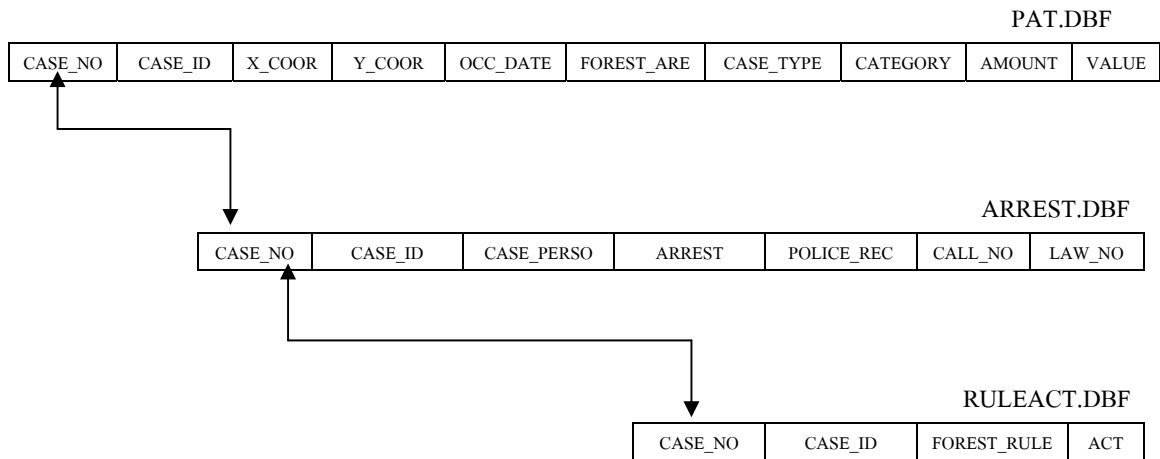 PAT.DBF
CASE_NO CASE_ID X_COOR Y_COOR OCC_DATE FOREST_ARE CASE_TYPE CATEGORY AMOUNT VALUE
ARREST.DBF
CASE_NO CASE_ID CASE_PERSO ARREST POLICE_REC CALL_NO LAW_NO
RULEACT.DBF
CASE_NO CASE_ID FOREST_RULE ACT